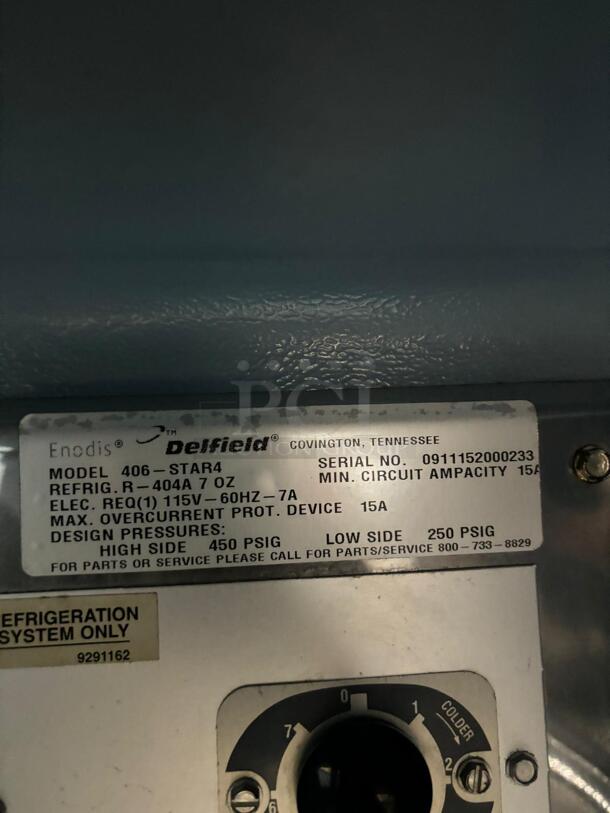 Enodis® ™ Delfield® COVINGTON, TENNESSEE
MODEL 406-STAR4 SERIAL NO. 0911152000233
REFRIG. R-404A 7 OZ MIN. CIRCUIT AMPACITY 15A
ELEC. REQ(1) 115V-60HZ-7A
MAX. OVERCURRENT PROT. DEVICE 15A
DESIGN PRESSURES:
HIGH SIDE 450 PSIG LOW SIDE 250 PSIG
FOR PARTS OR SERVICE PLEASE CALL FOR PARTS/SERVICE 800-733-8829
EFRIGERATION
SYSTEM ONLY
9291162
0
7 1 COLDER
2
6
PCI